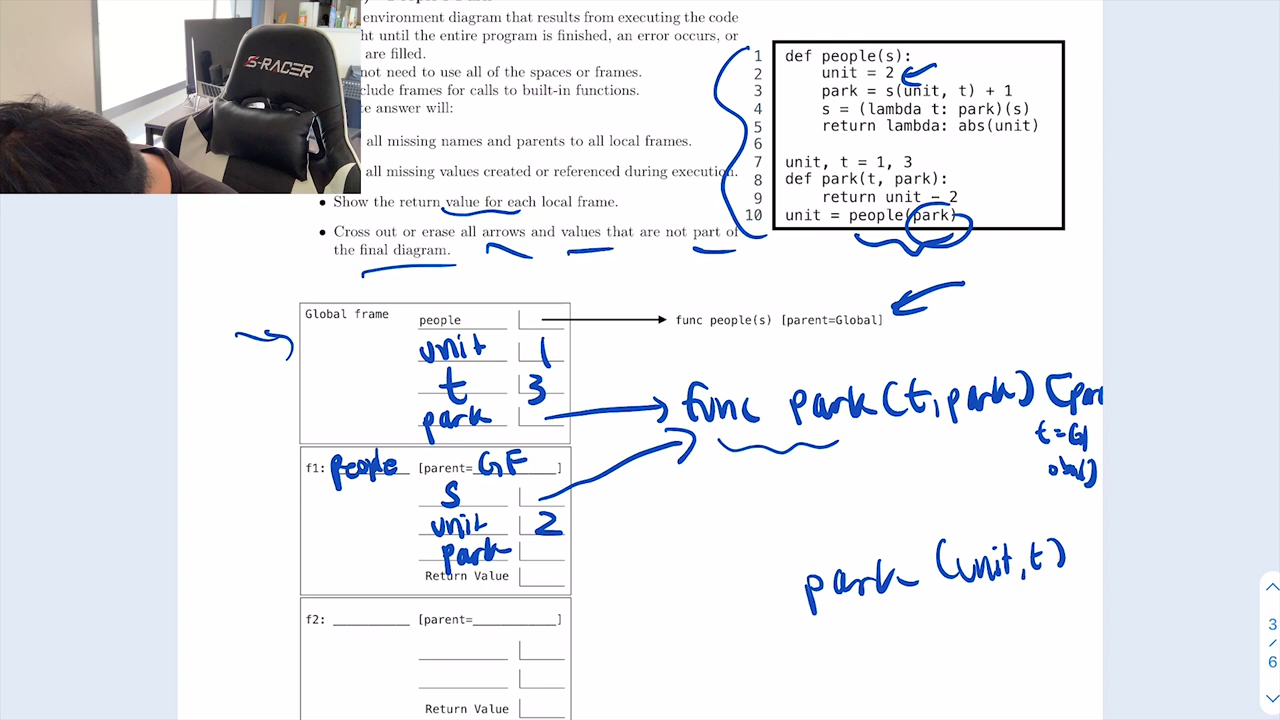 environment diagram that results from executing the code
ht until the entire program is finished, an error occurs, or
are filled.
not need to use all of the spaces or frames.
clude frames for calls to built-in functions.
te answer will:
all missing names and parents to all local frames.
all missing values created or referenced during execution.
• Show the return value for each local frame.
• Cross out or erase all arrows and values that are not part of
the final diagram.
S-RACER
1 def people(s):
2 unit = 2
3 park = s(unit, t) + 1
4 s = (lambda t: park)(s)
5 return lambda: abs(unit)
6
7 unit, t = 1, 3
8 def park(t, park):
9 return unit - 2
10 unit = people(park)
Global frame
people
func people(s) [parent=Global]
unit 1
t 3
park
func park(t, park) [par
t=Gl
obal]
f1: people [parent= GF ]
s
unit 2
park
Return Value
park (unit, t)
f2: [parent= ]
Return Value
3
/
6